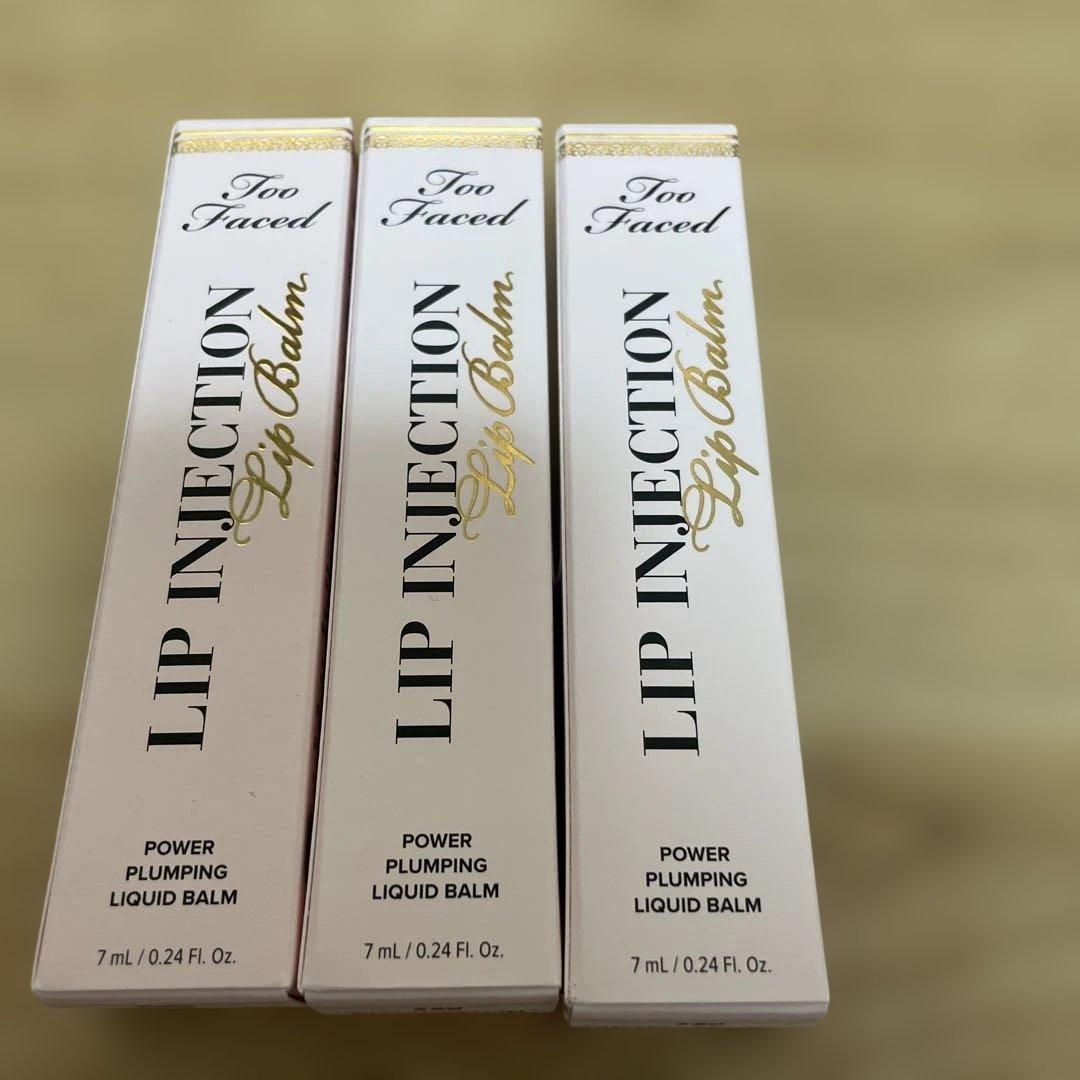 Too
Faced
LIP INJECTION
Lip Balm
POWER
PLUMPING
LIQUID BALM
7 mL / 0.24 Fl. Oz.
Too
Faced
LIP INJECTION
Lip Balm
POWER
PLUMPING
LIQUID BALM
7 mL / 0.24 Fl. Oz.
Too
Faced
LIP INJECTION
Lip Balm
POWER
PLUMPING
LIQUID BALM
7 mL / 0.24 Fl. Oz.